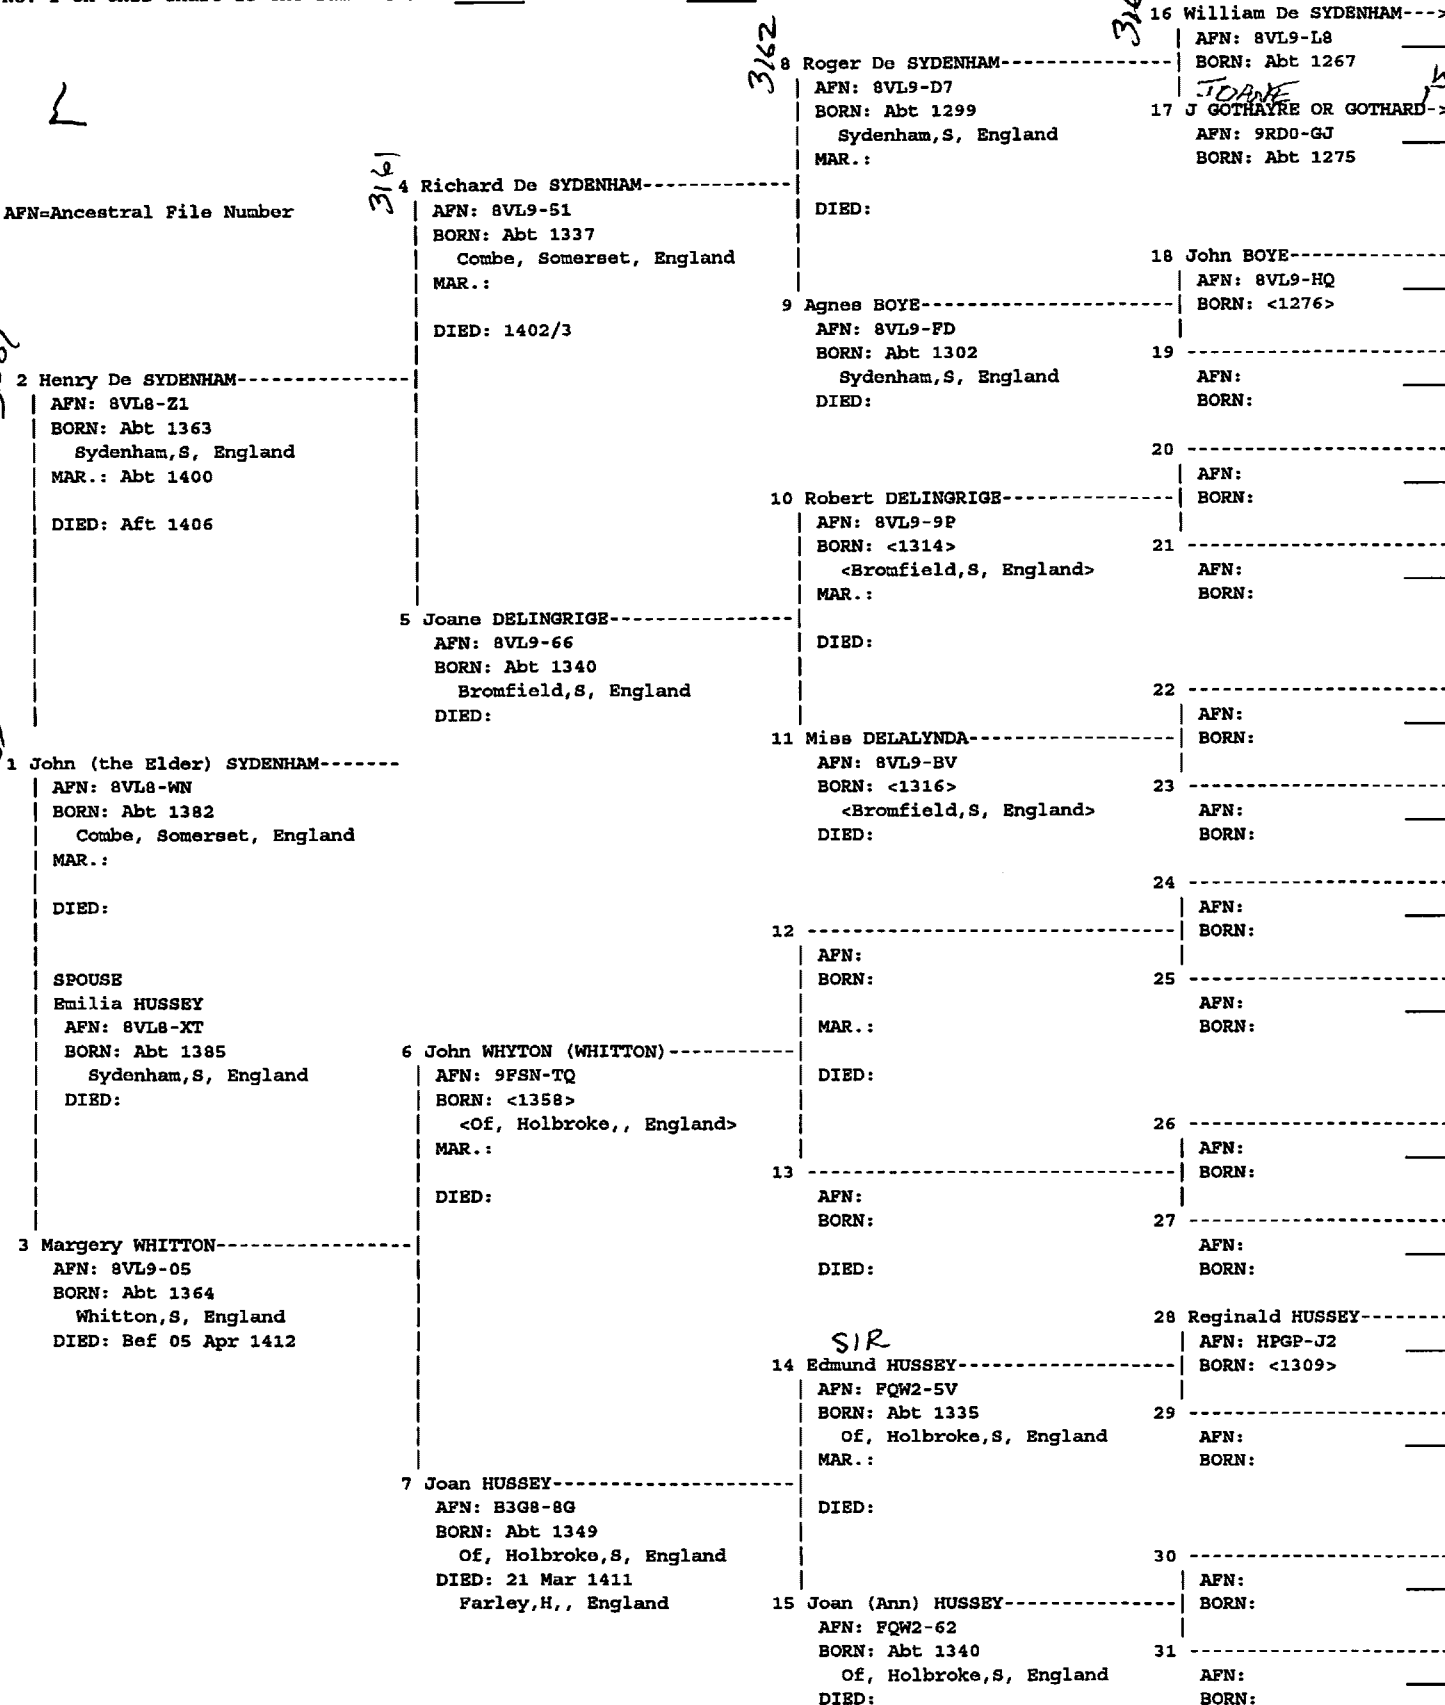 16 William De SYDENHAM--->
AFN: 8VL9-L8
BORN: Abt 1267
3162
8 Roger De SYDENHAM
AFN: 8VL9-D7
BORN: Abt 1299
Sydenham,S, England
MAR.:
DIED:
JOANE
17 J GOTHAYRE OR GOTHARD->
AFN: 9RD0-GJ
BORN: Abt 1275
3161
4 Richard De SYDENHAM
AFN: 8VL9-51
BORN: Abt 1337
Combe, Somerset, England
MAR.:
DIED: 1402/3
AFN=Ancestral File Number
18 John BOYE
AFN: 8VL9-HQ
BORN: <1276>
9 Agnes BOYE
AFN: 8VL9-FD
BORN: Abt 1302
Sydenham,S, England
DIED:
19
AFN:
BORN:
2 Henry De SYDENHAM
AFN: 8VL8-Z1
BORN: Abt 1363
Sydenham,S, England
MAR.: Abt 1400
DIED: Aft 1406
20
AFN:
BORN:
10 Robert DELINGRIGE
AFN: 8VL9-9P
BORN: <1314>
<Bromfield,S, England>
MAR.:
DIED:
21
AFN:
BORN:
5 Joane DELINGRIGE
AFN: 8VL9-66
BORN: Abt 1340
Bromfield,S, England
DIED:
22
AFN:
BORN:
11 Miss DELALYNDA
AFN: 8VL9-BV
BORN: <1316>
<Bromfield,S, England>
DIED:
23
AFN:
BORN:
1 John (the Elder) SYDENHAM
AFN: 8VL8-WN
BORN: Abt 1382
Combe, Somerset, England
MAR.:
DIED:
SPOUSE
Emilia HUSSEY
AFN: 8VL8-XT
BORN: Abt 1385
Sydenham,S, England
DIED:
24
AFN:
BORN:
12
AFN:
BORN:
MAR.:
DIED:
25
AFN:
BORN:
6 John WHYTON (WHITTON)
AFN: 9FSN-TQ
BORN: <1358>
<Of, Holbroke,, England>
MAR.:
DIED:
26
AFN:
BORN:
13
AFN:
BORN:
DIED:
27
AFN:
BORN:
3 Margery WHITTON
AFN: 8VL9-05
BORN: Abt 1364
Whitton,S, England
DIED: Bef 05 Apr 1412
28 Reginald HUSSEY
AFN: HPGP-J2
BORN: <1309>
SIR
14 Edmund HUSSEY
AFN: FQW2-5V
BORN: Abt 1335
Of, Holbroke,S, England
MAR.:
DIED:
29
AFN:
BORN:
7 Joan HUSSEY
AFN: B3G8-8G
BORN: Abt 1349
Of, Holbroke,S, England
DIED: 21 Mar 1411
Farley,H,, England
30
AFN:
BORN:
15 Joan (Ann) HUSSEY
AFN: FQW2-62
BORN: Abt 1340
Of, Holbroke,S, England
DIED:
31
AFN:
BORN: